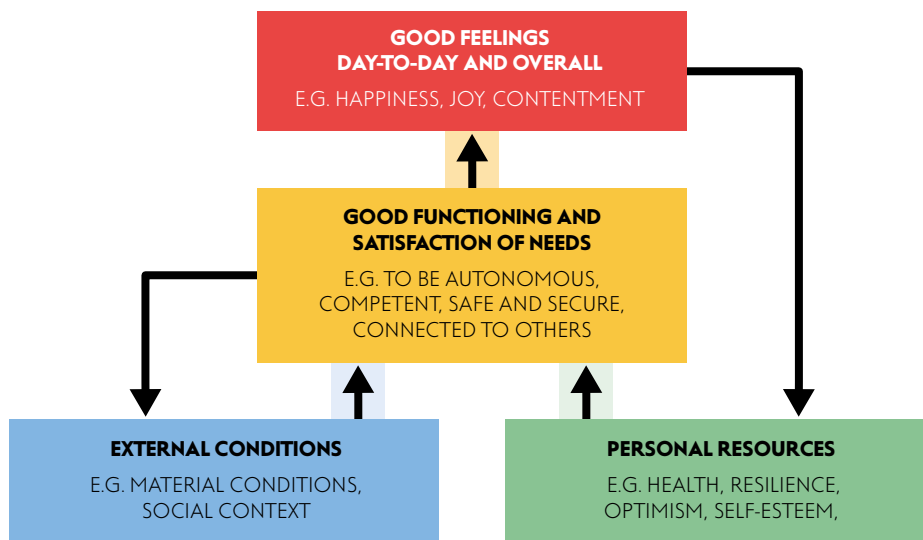 GOOD FEELINGS
DAY-TO-DAY AND OVERALL
E.G. HAPPINESS, JOY, CONTENTMENT
GOOD FUNCTIONING AND
SATISFACTION OF NEEDS
E.G. TO BE AUTONOMOUS,
COMPETENT, SAFE AND SECURE,
CONNECTED TO OTHERS
EXTERNAL CONDITIONS
E.G. MATERIAL CONDITIONS,
SOCIAL CONTEXT
PERSONAL RESOURCES
E.G. HEALTH, RESILIENCE,
OPTIMISM, SELF-ESTEEM,